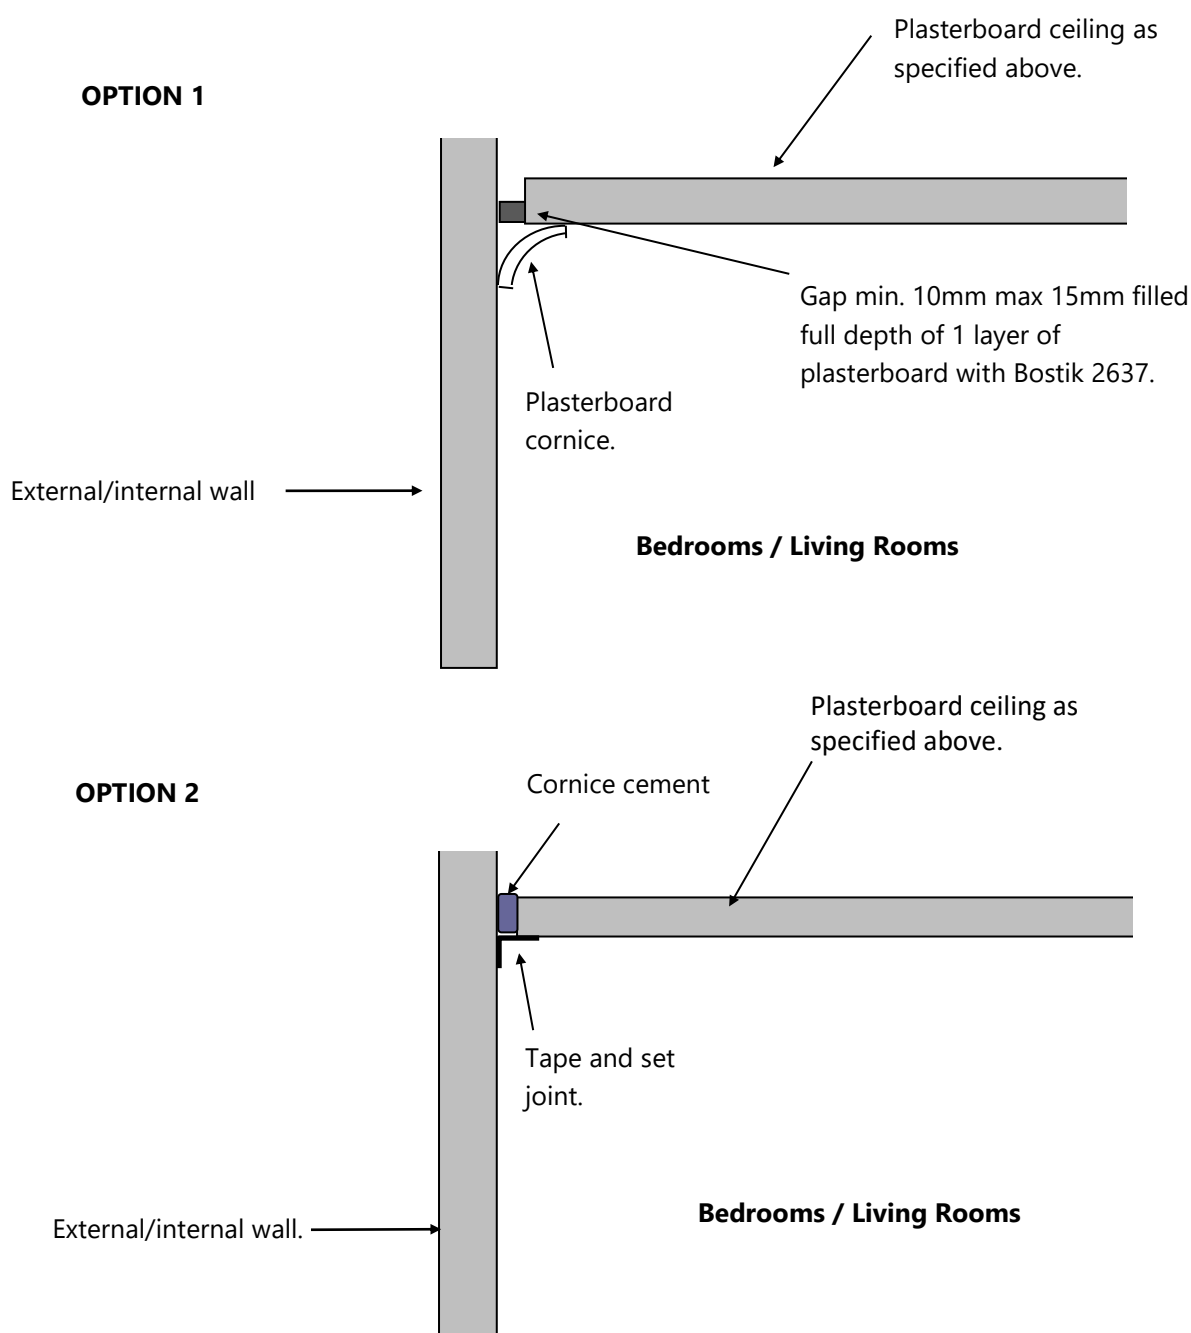 Plasterboard ceiling as
specified above.
OPTION 1
Gap min. 10mm max 15mm filled
full depth of 1 layer of
plasterboard with Bostik 2637.
Plasterboard
cornice.
External/internal wall
Bedrooms / Living Rooms
Plasterboard ceiling as
specified above.
Cornice cement
OPTION 2
Tape and set
joint.
Bedrooms / Living Rooms
External/internal wall.